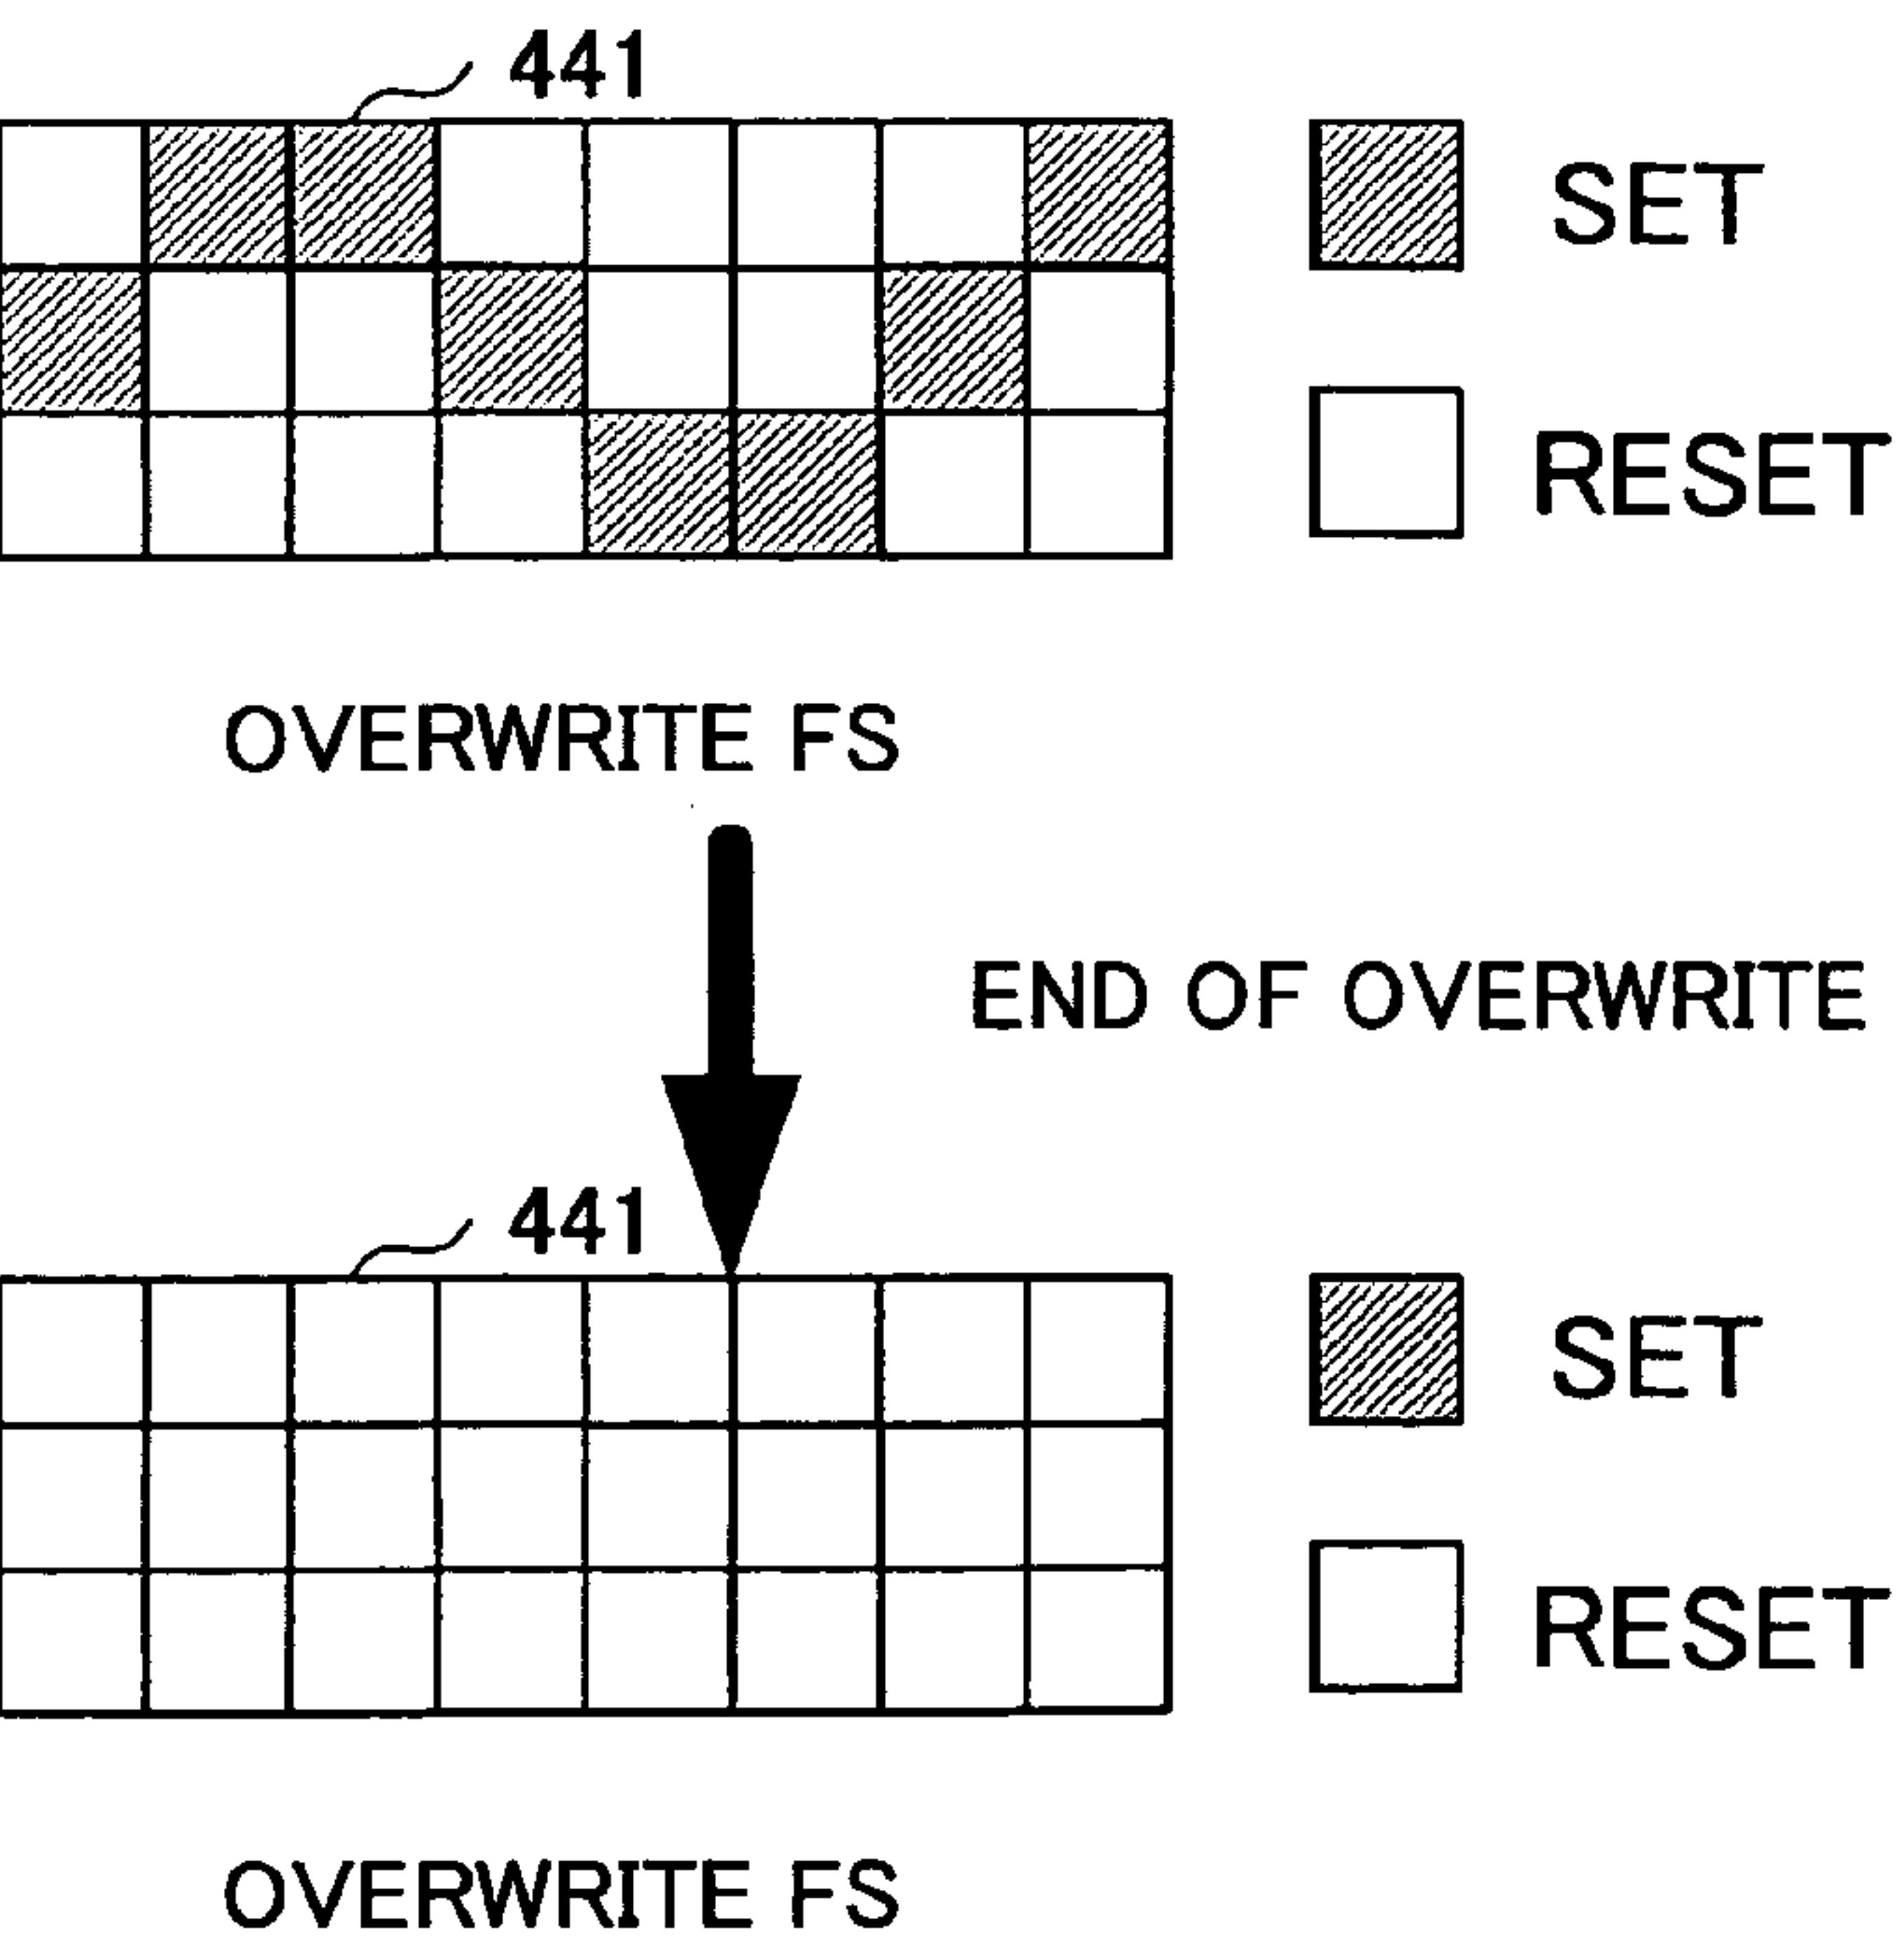 441
SET
RESET
OVERWRITE FS
END OF OVERWRITE
441
SET
RESET
OVERWRITE FS